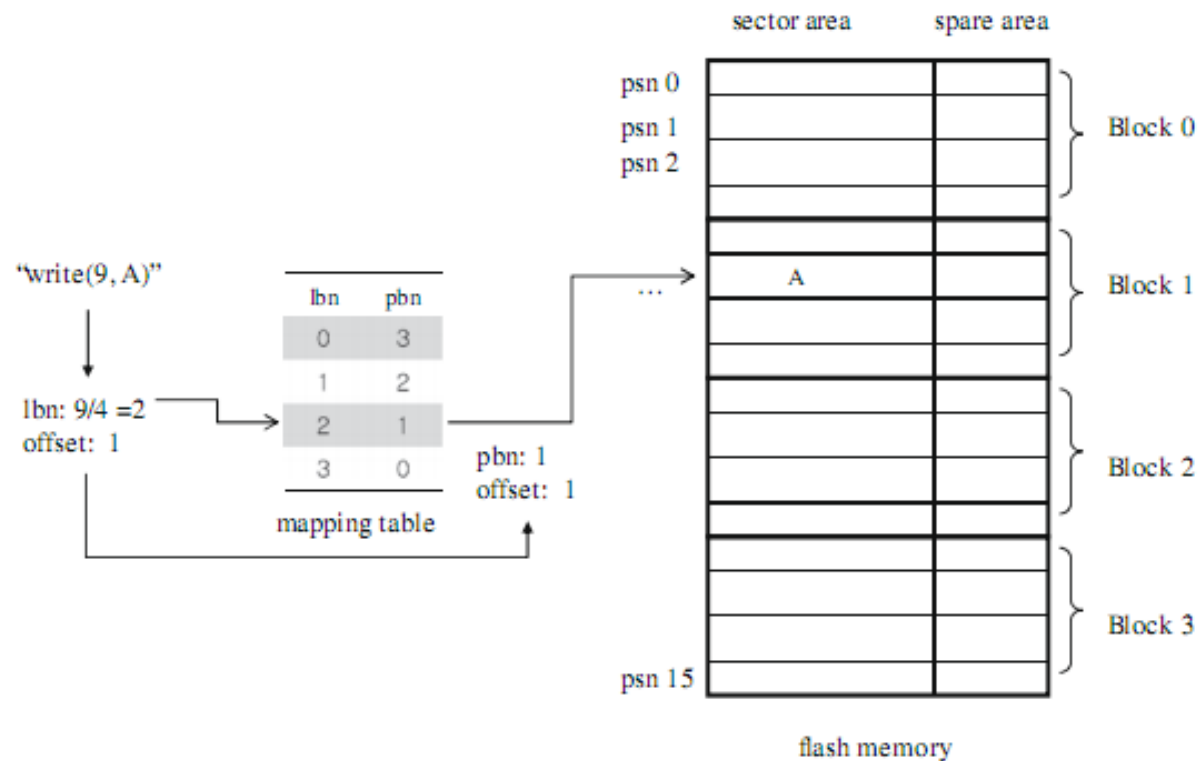 sector area spare area
psn 0
psn 1
psn 2
Block 0
"write(9, A)"
lbn: 9/4 =2
offset: 1
lbn pbn
0 3
1 2
2 1
3 0
mapping table
pbn: 1
offset: 1
...
A
Block 1
Block 2
Block 3
psn 15
flash memory